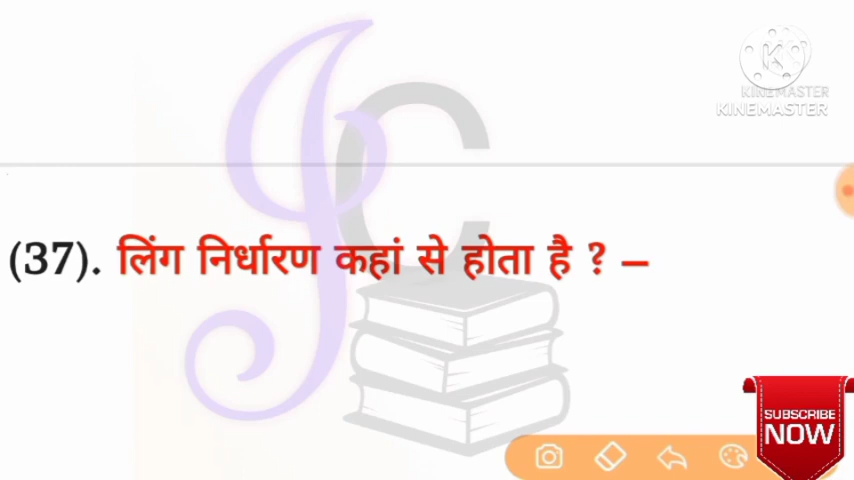 KINEMASTER
KINEMASTER
(37). लिंग निर्धारण कहां से होता है ? –
SUBSCRIBE
NOW